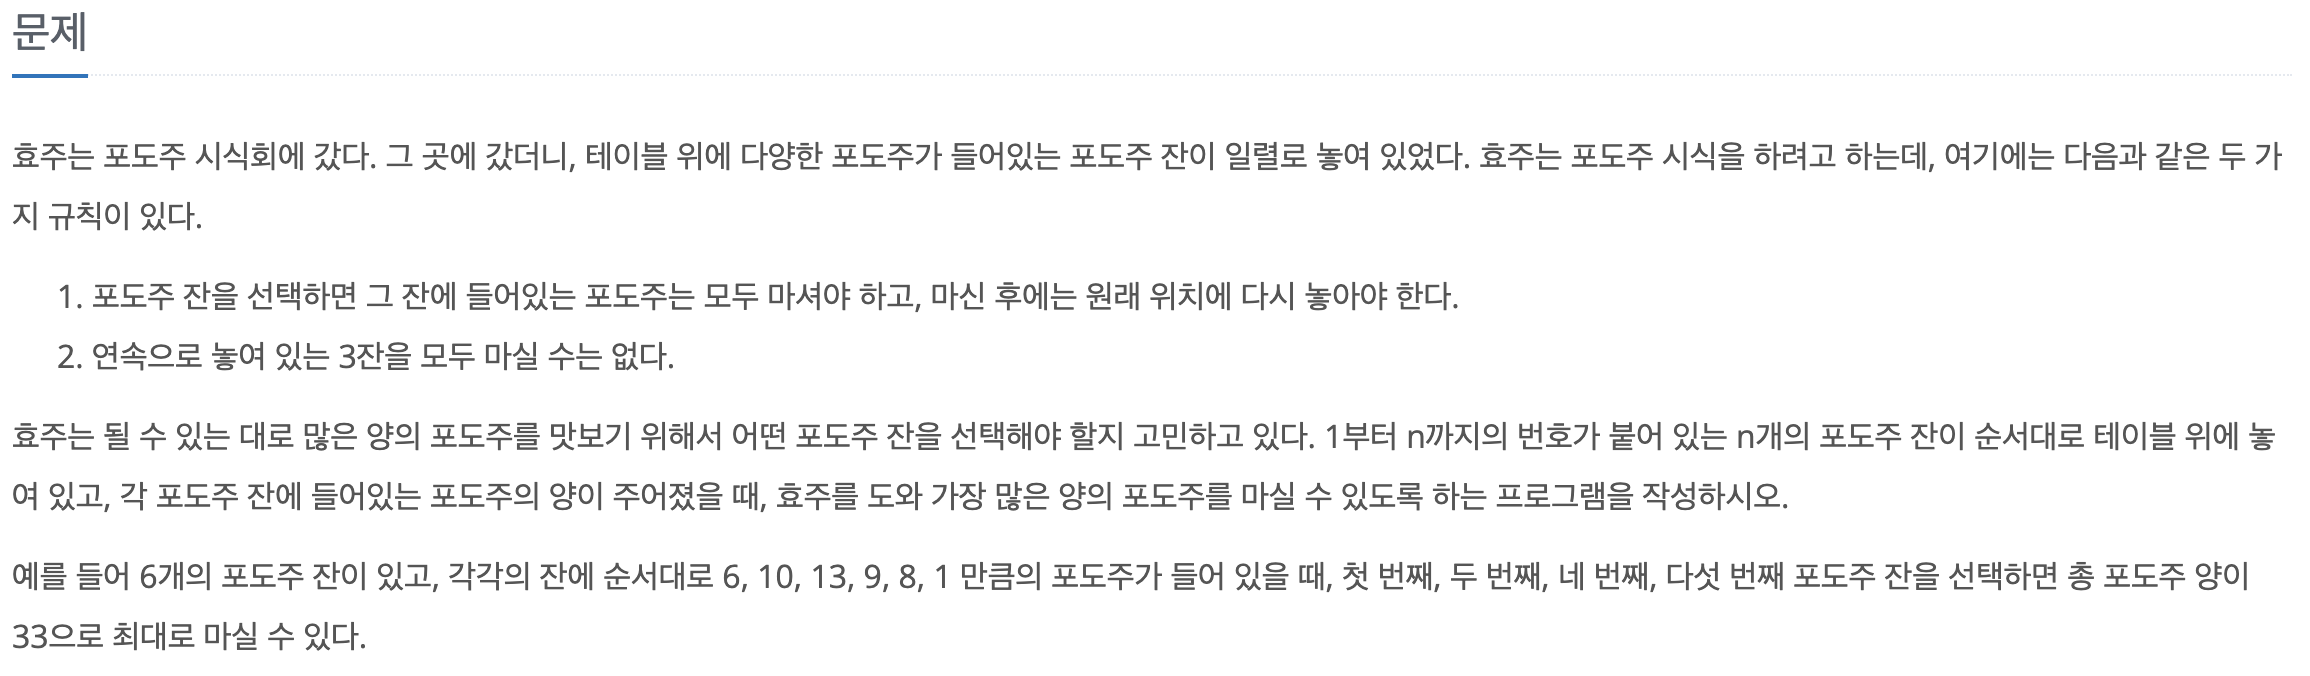 문제
효주는 포도주 시식회에 갔다. 그 곳에 갔더니, 테이블 위에 다양한 포도주가 들어있는 포도주 잔이 일렬로 놓여 있었다. 효주는 포도주 시식을 하려고 하는데, 여기에는 다음과 같은 두 가
지 규칙이 있다.
1. 포도주 잔을 선택하면 그 잔에 들어있는 포도주는 모두 마셔야 하고, 마신 후에는 원래 위치에 다시 놓아야 한다.
2. 연속으로 놓여 있는 3잔을 모두 마실 수는 없다.
효주는 될 수 있는 대로 많은 양의 포도주를 맛보기 위해서 어떤 포도주 잔을 선택해야 할지 고민하고 있다. 1부터 n까지의 번호가 붙어 있는 n개의 포도주 잔이 순서대로 테이블 위에 놓
여 있고, 각 포도주 잔에 들어있는 포도주의 양이 주어졌을 때, 효주를 도와 가장 많은 양의 포도주를 마실 수 있도록 하는 프로그램을 작성하시오.
예를 들어 6개의 포도주 잔이 있고, 각각의 잔에 순서대로 6, 10, 13, 9, 8, 1 만큼의 포도주가 들어 있을 때, 첫 번째, 두 번째, 네 번째, 다섯 번째 포도주 잔을 선택하면 총 포도주 양이
33으로 최대로 마실 수 있다.